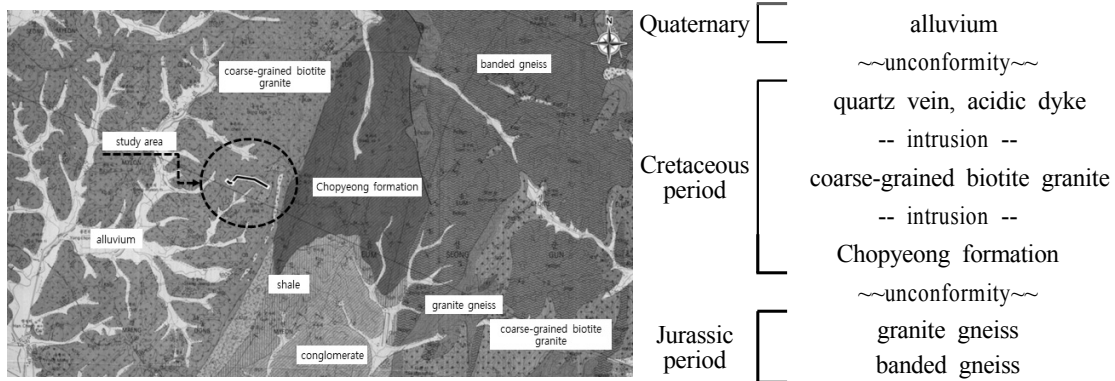 N
coarse-grained biotite
granite
banded gneiss
study area
Chopyeong formation
alluvium
shale
granite gneiss
coarse-grained biotite
granite
conglomerate
Quaternary
alluvium
~~unconformity~~
Cretaceous
period
quartz vein, acidic dyke
-- intrusion --
coarse-grained biotite granite
-- intrusion --
Chopyeong formation
~~unconformity~~
Jurassic
period
granite gneiss
banded gneiss